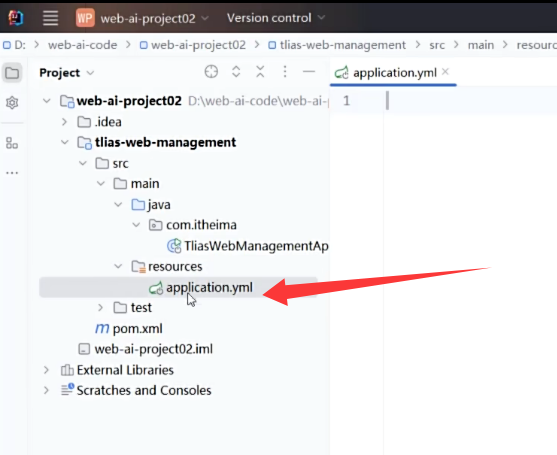 WP web-ai-project02 Version control
D: > web-ai-code > web-ai-project02 > tlias-web-management > src > main > resourc
Project
application.yml
web-ai-project02 D:\web-ai-code\web-ai-p
1
.idea
tlias-web-management
src
main
java
com.itheima
TliasWebManagementAp
resources
application.yml
test
m pom.xml
web-ai-project02.iml
External Libraries
Scratches and Consoles